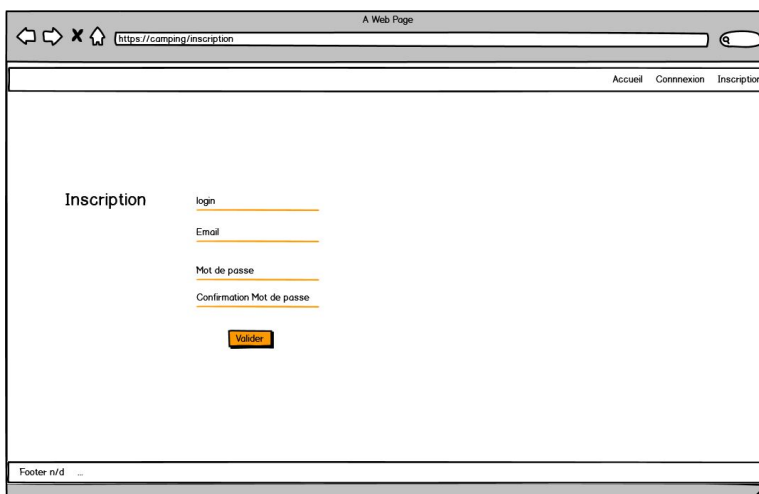 A Web Page
https://camping/inscription
Accueil Connnexion Inscription
Inscription
login
Email
Mot de passe
Confirmation Mot de passe
Valider
Footer n/d ...